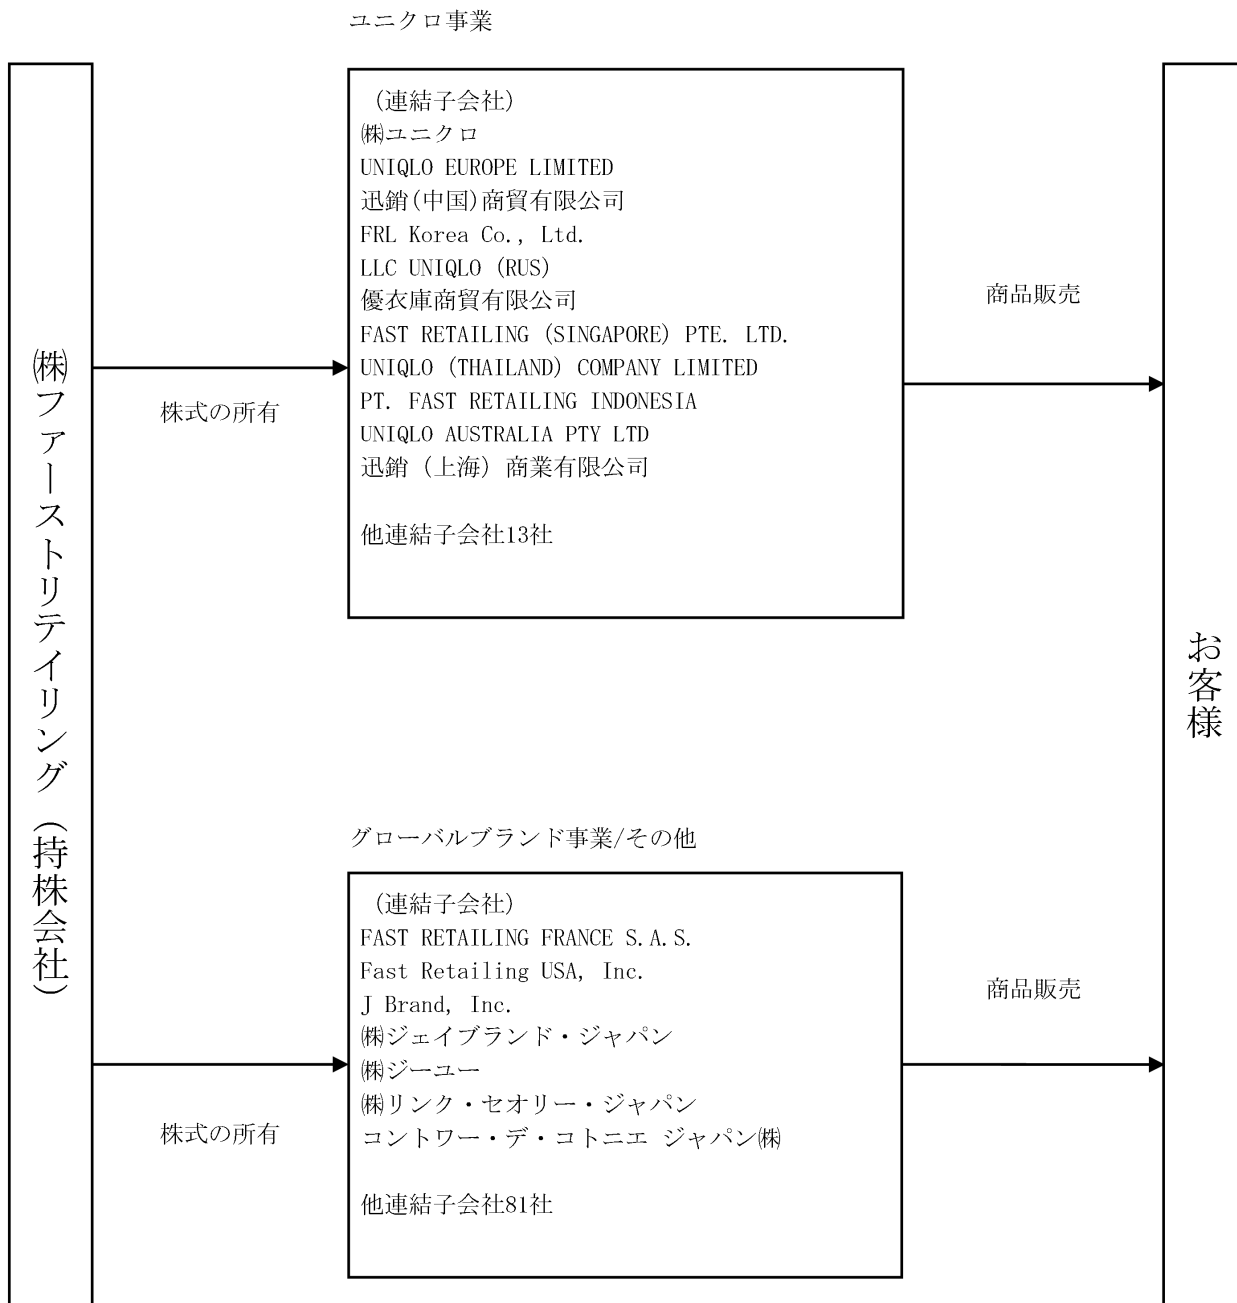 ユニクロ事業
㈱ファーストリテイリング（持株会社）
株式の所有
（連結子会社）
㈱ユニクロ
UNIQLO EUROPE LIMITED
迅銷(中国)商貿有限公司
FRL Korea Co., Ltd.
LLC UNIQLO (RUS)
優衣庫商貿有限公司
FAST RETAILING (SINGAPORE) PTE. LTD.
UNIQLO (THAILAND) COMPANY LIMITED
PT. FAST RETAILING INDONESIA
UNIQLO AUSTRALIA PTY LTD
迅銷（上海）商業有限公司
他連結子会社13社
商品販売
お客様
グローバルブランド事業/その他
株式の所有
（連結子会社）
FAST RETAILING FRANCE S.A.S.
Fast Retailing USA, Inc.
J Brand, Inc.
㈱ジェイブランド・ジャパン
㈱ジーユー
㈱リンク・セオリー・ジャパン
コントワー・デ・コトニエ ジャパン㈱
他連結子会社81社
商品販売